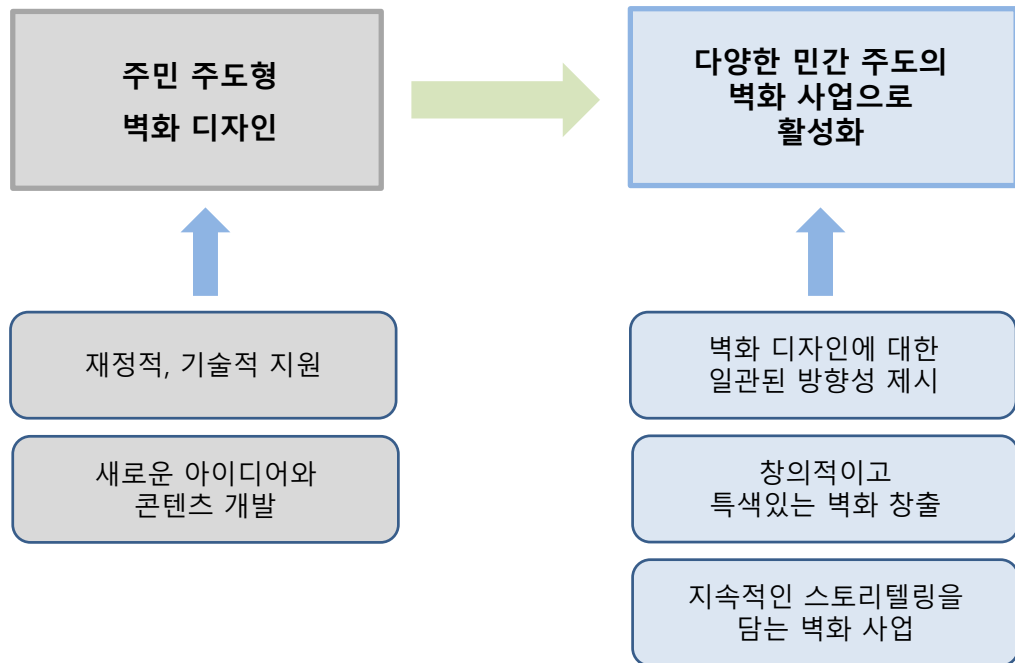 주민 주도형
벽화 디자인
다양한 민간 주도의
벽화 사업으로
활성화
재정적, 기술적 지원
새로운 아이디어와
콘텐츠 개발
벽화 디자인에 대한
일관된 방향성 제시
창의적이고
특색있는 벽화 창출
지속적인 스토리텔링을
담는 벽화 사업